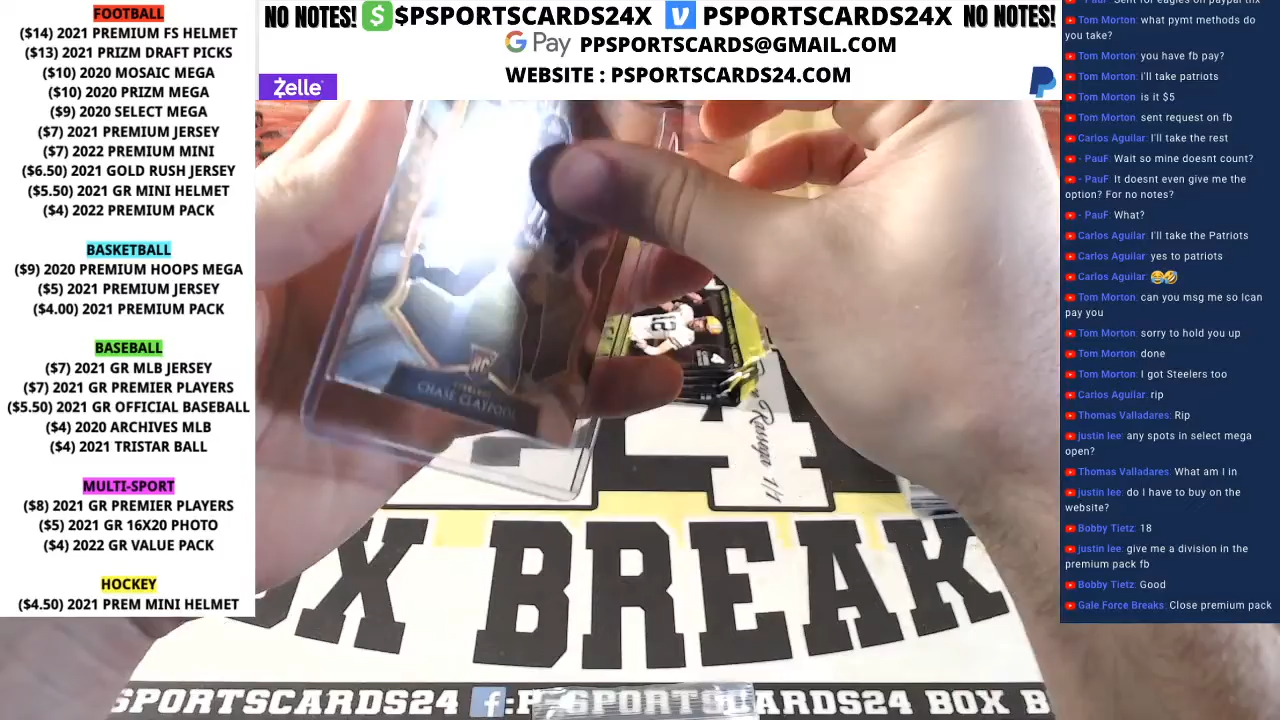 FOOTBALL
($14) 2021 PREMIUM FS HELMET
($13) 2021 PRIZM DRAFT PICKS
($10) 2020 MOSAIC MEGA
($10) 2020 PRIZM MEGA
($9) 2020 SELECT MEGA
($7) 2021 PREMIUM JERSEY
($7) 2022 PREMIUM MINI
($6.50) 2021 GOLD RUSH JERSEY
($5.50) 2021 GR MINI HELMET
($4) 2022 PREMIUM PACK
BASKETBALL
($9) 2020 PREMIUM HOOPS MEGA
($5) 2021 PREMIUM JERSEY
($4.00) 2021 PREMIUM PACK
BASEBALL
($7) 2021 GR MLB JERSEY
($7) 2021 GR PREMIER PLAYERS
($5.50) 2021 GR OFFICIAL BASEBALL
($4) 2020 ARCHIVES MLB
($4) 2021 TRISTAR BALL
MULTI-SPORT
($8) 2021 GR PREMIER PLAYERS
($5) 2021 GR 16X20 PHOTO
($4) 2022 GR VALUE PACK
HOCKEY
($4.50) 2021 PREM MINI HELMET
NO NOTES! $PSPORTSCARDS24X PSPORTSCARDS24X NO NOTES!
G Pay PPSPORTSCARDS@GMAIL.COM
WEBSITE : PSPORTSCARDS24.COM
Zelle
RC
CHASE CLAYPOOL
12
Ranger 1/1
OX BREAK
SPORTSCARDS24 f:P SPORTSCARDS24 BOX B
Tom Morton: what pymt methods do
you take?
Tom Morton: you have fb pay?
Tom Morton: i'll take patriots
Tom Morton: is it $5
Tom Morton: sent request on fb
Carlos Aguilar: I'll take the rest
- PauF: Wait so mine doesnt count?
- PauF: It doesnt even give me the
option? For no notes?
- PauF: What?
Carlos Aguilar: I'll take the Patriots
Carlos Aguilar: yes to patriots
Carlos Aguilar: 😂🤣
Tom Morton: can you msg me so Ican
pay you
Tom Morton: sorry to hold you up
Tom Morton: done
Tom Morton: I got Steelers too
Carlos Aguilar: rip
Thomas Valladares: Rip
justin lee: any spots in select mega
open?
Thomas Valladares: What am I in
justin lee: do I have to buy on the
website?
Bobby Tietz: 18
justin lee: give me a division in the
premium pack fb
Bobby Tietz: Good
Gale Force Breaks: Close premium pack